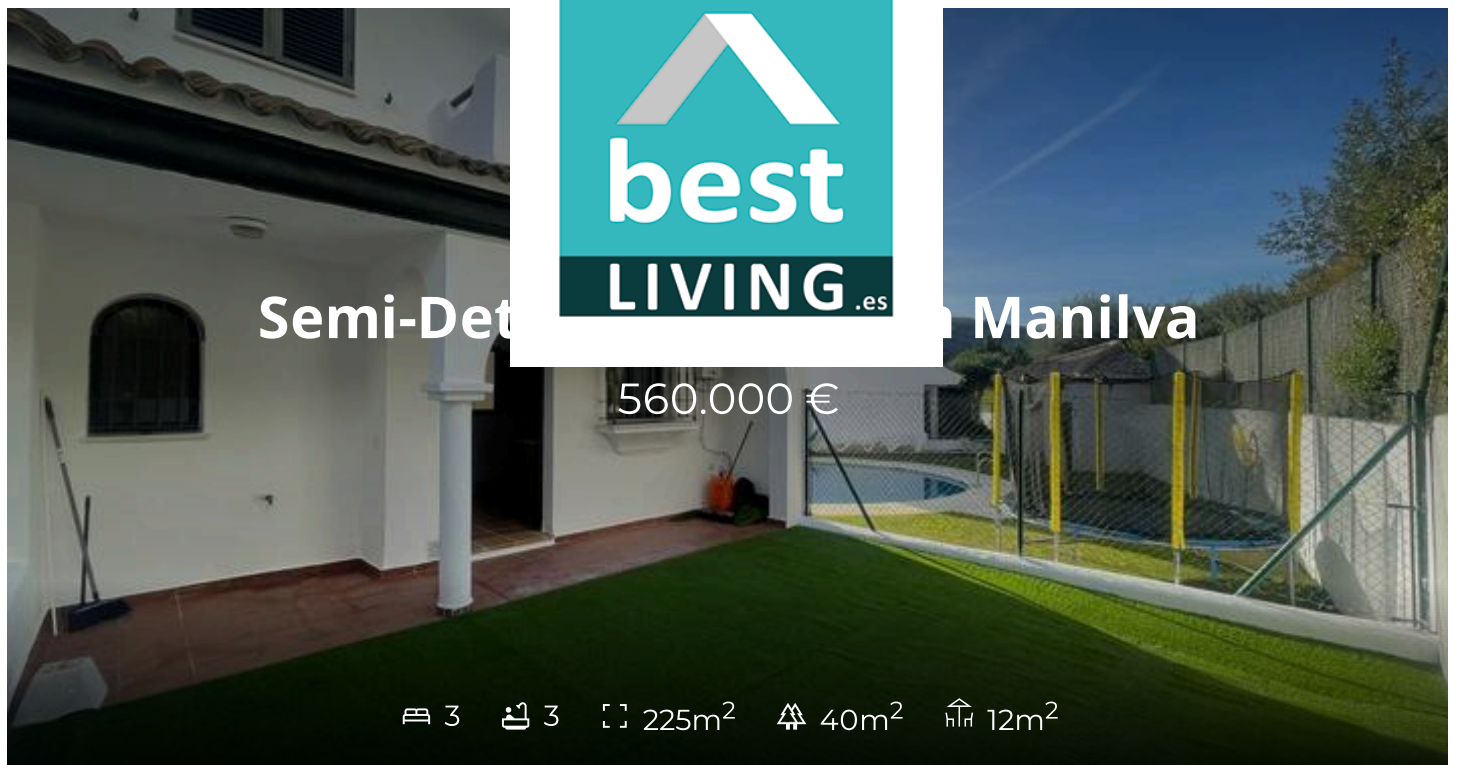 best
LIVING.es
Semi-Det Manilva
560.000 €
3 3 225m² 40m² 12m²